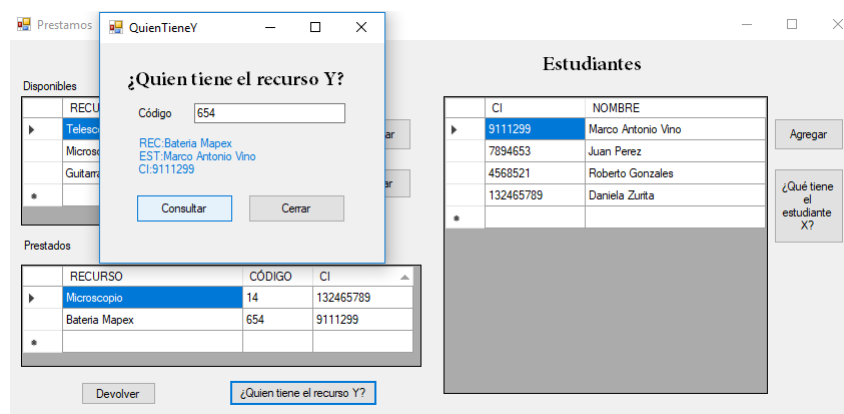 Prestamos
QuienTieneY
¿Quien tiene el recurso Y?
Código 654
REC:Bateria Mapex
EST:Marco Antonio Vino
CI:9111299
Consultar Cerrar
Disponibles
RECU
Telesc
Micros
Guitarra
ar
ar
Prestados
RECURSO CÓDIGO CI
Microscopio 14 132465789
Bateria Mapex 654 9111299
Devolver ¿Quien tiene el recurso Y?
Estudiantes
CI NOMBRE
9111299 Marco Antonio Vino
7894653 Juan Perez
4568521 Roberto Gonzales
132465789 Daniela Zurita
Agregar
¿Qué tiene
el
estudiante
X?